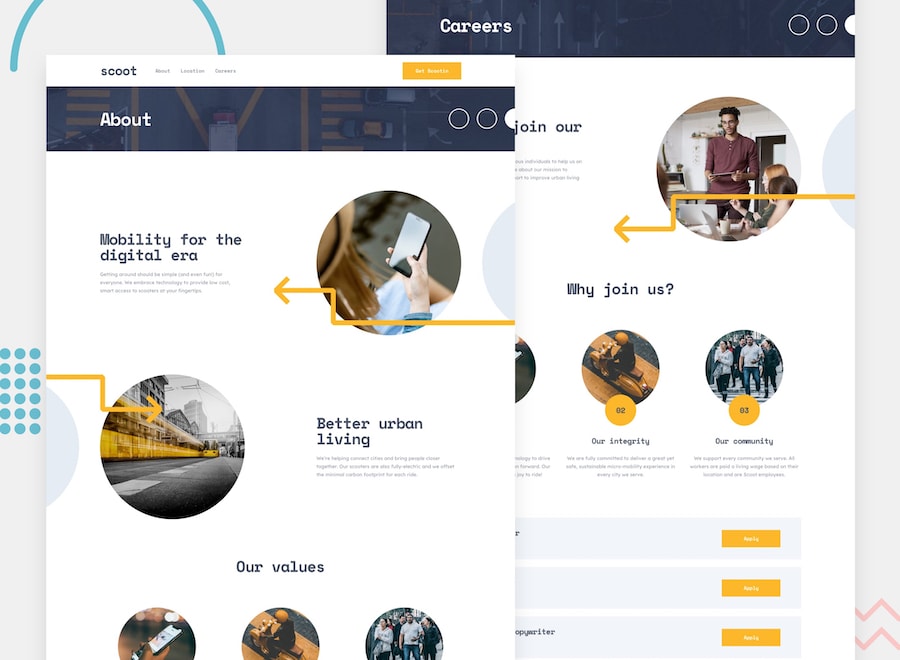 scoot
About Location Careers
Get Scootin
About
Mobility for the
digital era
Getting around should be simple (and even fun!) for
everyone. We embrace technology to provide low cost,
smart access to scooters at your fingertips.
Better urban
living
We're helping connect cities and bring people closer
together. Our scooters are also fully-electric and we offset
the minimal carbon footprint for each ride.
Our values
Careers
join our
individuals to help us on
about our mission to
to improve urban living
Why join us?
02
03
Our integrity
Our community
to drive
forward. Our
joy to ride!
We are fully committed to deliver a great yet
safe, sustainable micro-mobility experience in
every city we serve.
We support every community we serve. All
workers are paid a living wage based on their
location and are Scoot employees.
Apply
Apply
Apply